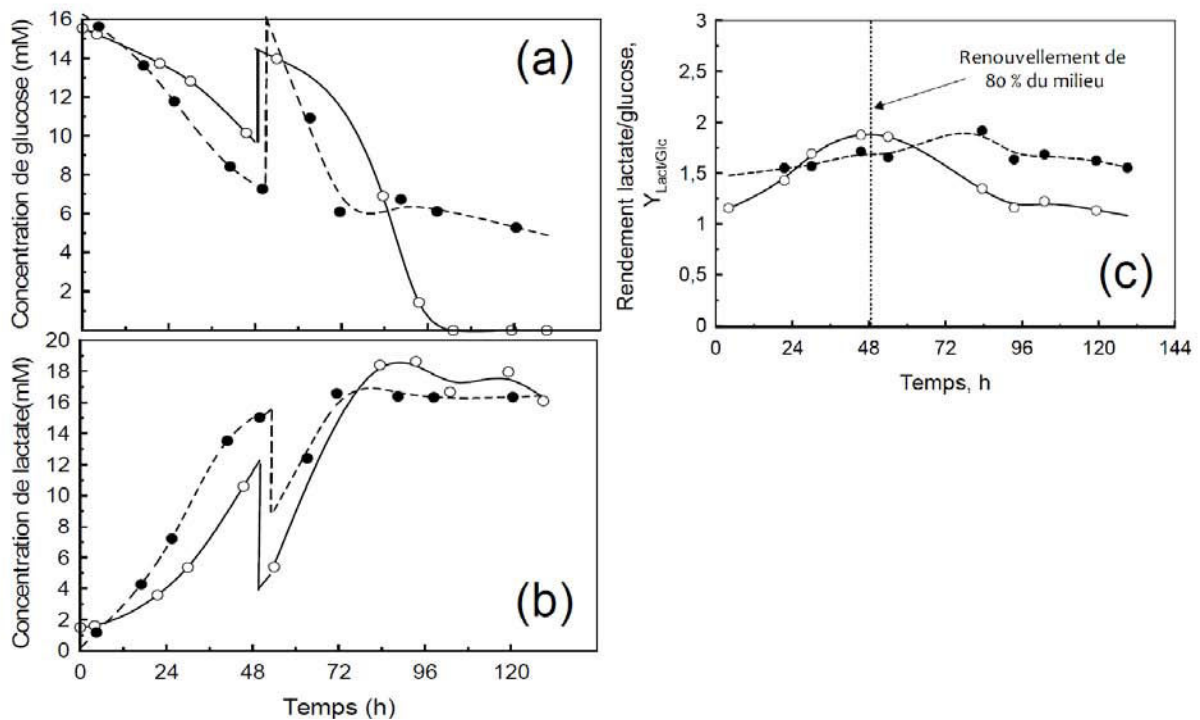 Concentration de glucose (mM)
16
14
12
10
8
6
4
2
(a)
Concentration de lactate(mM)
20
18
16
14
12
10
8
6
4
2
0
(b)
0 24 48 72 96 120
Temps (h)
Rendement lactate/glucose,
Y Lact/Glc
3
2,5
2
1,5
1
0,5
0
Renouvellement de
80 % du milieu
(c)
0 24 48 72 96 120 144
Temps, h